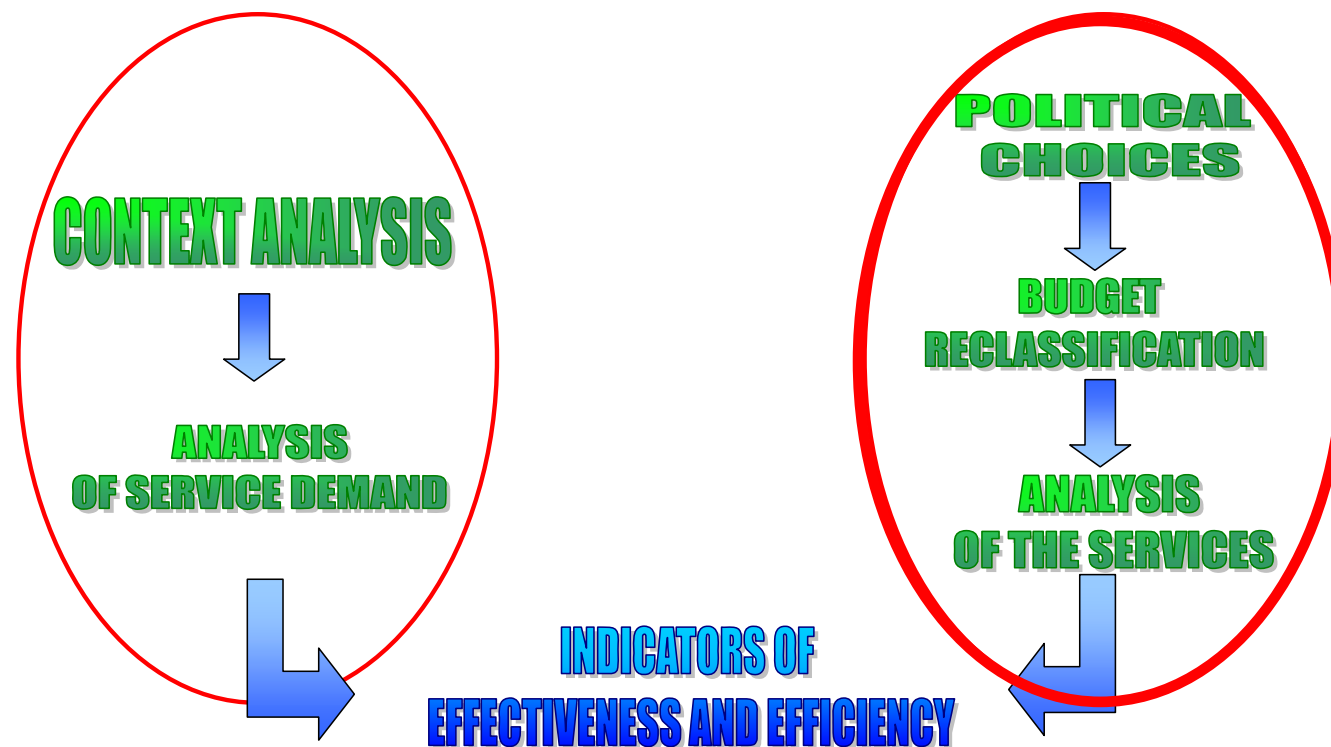 CONTEXT ANALYSIS
ANALYSIS
OF SERVICE DEMAND
POLITICAL
CHOICES
BUDGET
RECLASSIFICATION
ANALYSIS
OF THE SERVICES
INDICATORS OF
EFFECTIVENESS AND EFFICIENCY